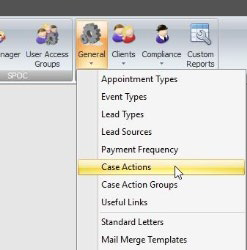 nager User Access Groups
SPOC
General Clients Compliance Custom Reports
Appointment Types
Event Types
Lead Types
Lead Sources
Payment Frequency
Case Actions
Case Action Groups
Useful Links
Standard Letters
Mail Merge Templates